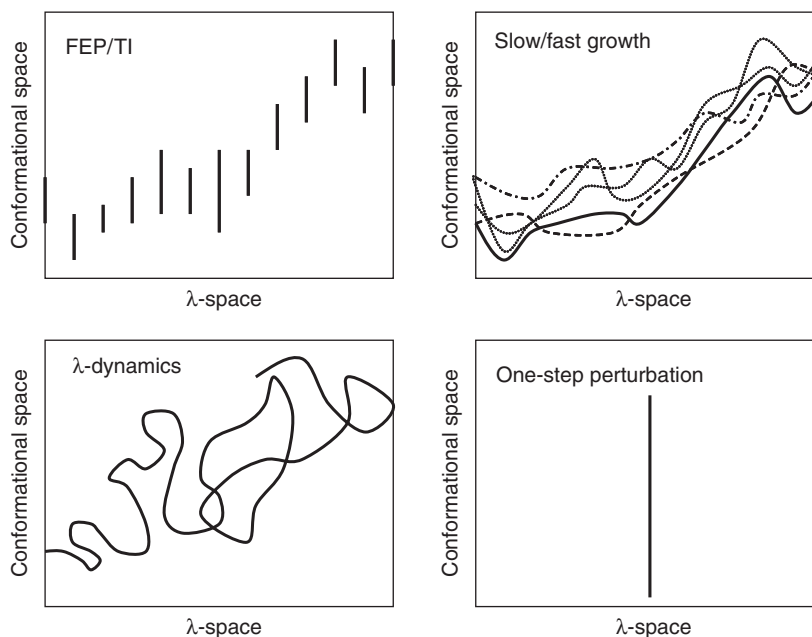 FEP/TI
Conformational space
λ-space
Slow/fast growth
Conformational space
λ-space
λ-dynamics
Conformational space
λ-space
One-step perturbation
Conformational space
λ-space